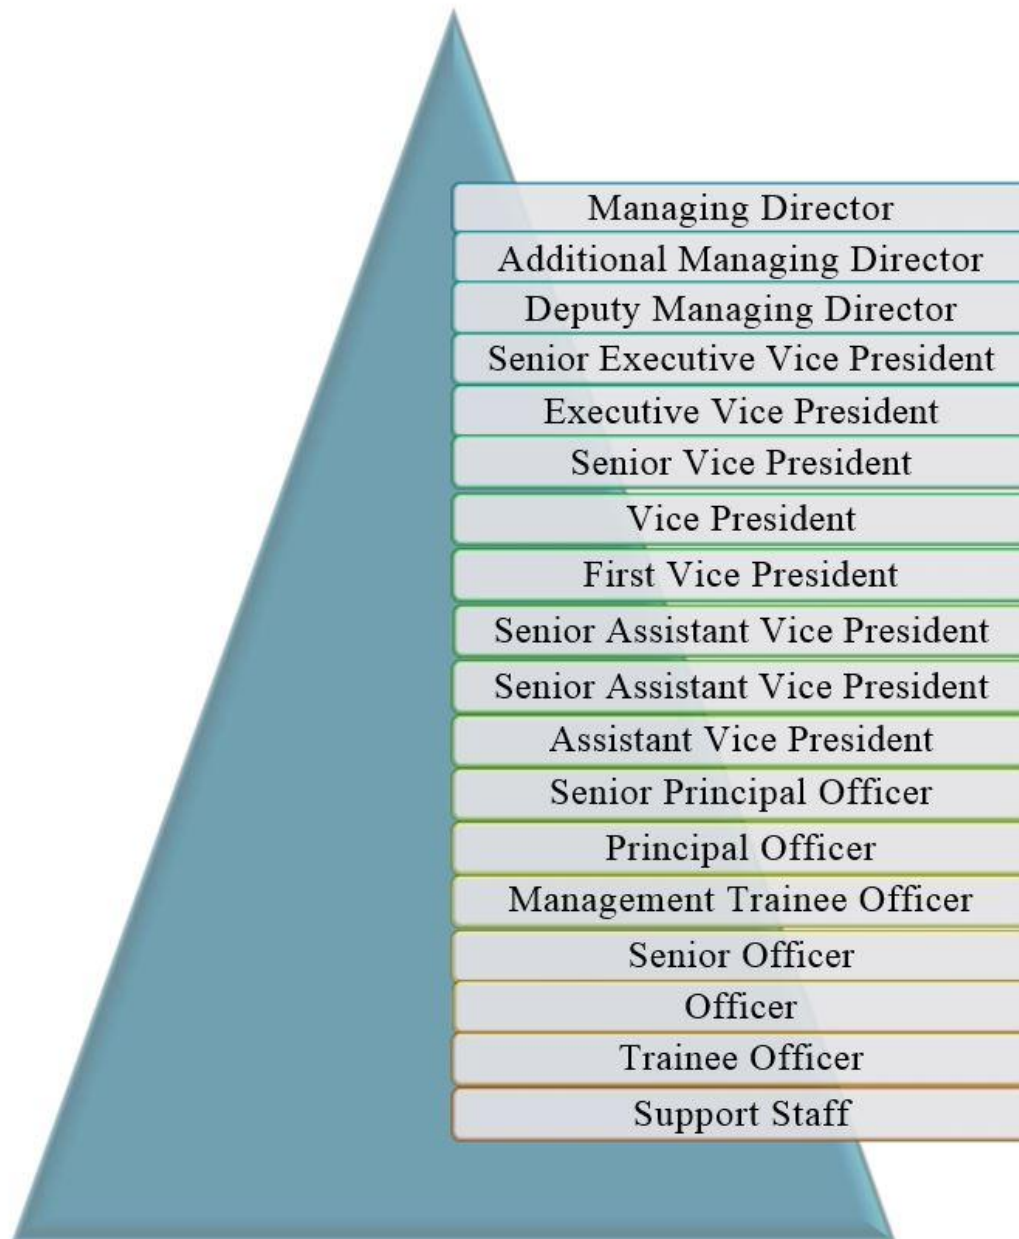 Managing Director
Additional Managing Director
Deputy Managing Director
Senior Executive Vice President
Executive Vice President
Senior Vice President
Vice President
First Vice President
Senior Assistant Vice President
Senior Assistant Vice President
Assistant Vice President
Senior Principal Officer
Principal Officer
Management Trainee Officer
Senior Officer
Officer
Trainee Officer
Support Staff